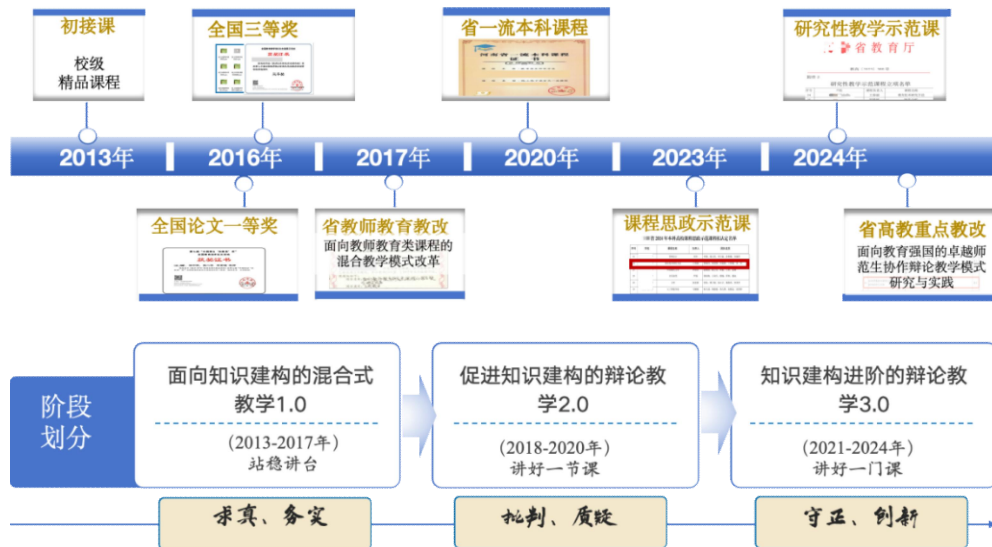 初接课
校级
精品课程
全国三等奖
省一流本科课程
研究性教学示范课
省教育厅
2013年
2016年
2017年
2020年
2023年
2024年
全国论文一等奖
省教师教育教改
面向教师教育类课程的
混合教学模式改革
课程思政示范课
省高教重点教改
面向教育强国的卓越师
范生协作辩论教学模式
研究与实践
阶段
划分
面向知识建构的混合式
教学1.0
(2013-2017年)
站稳讲台
促进知识建构的辩论教
学2.0
(2018-2020年)
讲好一节课
知识建构进阶的辩论教
学3.0
(2021-2024年)
讲好一门课
求真、务实
批判、质疑
守正、创新